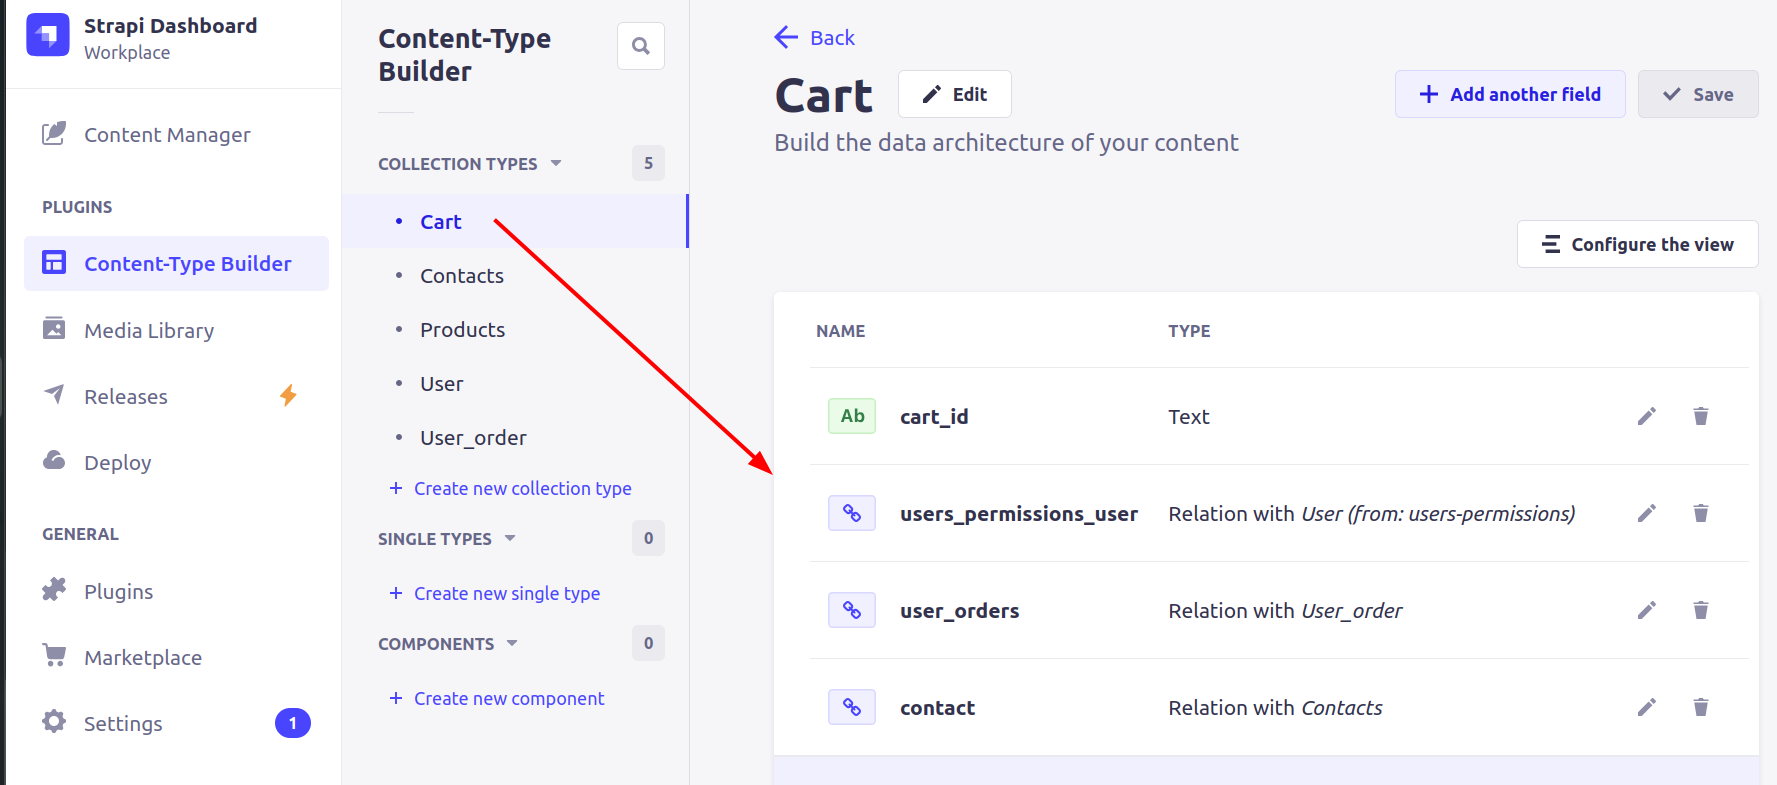 Strapi Dashboard
Workplace
Content Manager
PLUGINS
Content-Type Builder
Media Library
Releases
Deploy
GENERAL
Plugins
Marketplace
Settings 1
Content-Type
Builder
COLLECTION TYPES 5
Cart
Contacts
Products
User
User_order
+ Create new collection type
SINGLE TYPES 0
+ Create new single type
COMPONENTS 0
+ Create new component
Back
Cart
Edit
+ Add another field
Save
Build the data architecture of your content
Configure the view
NAME TYPE
Ab cart_id Text
users_permissions_user Relation with User (from: users-permissions)
user_orders Relation with User_order
contact Relation with Contacts